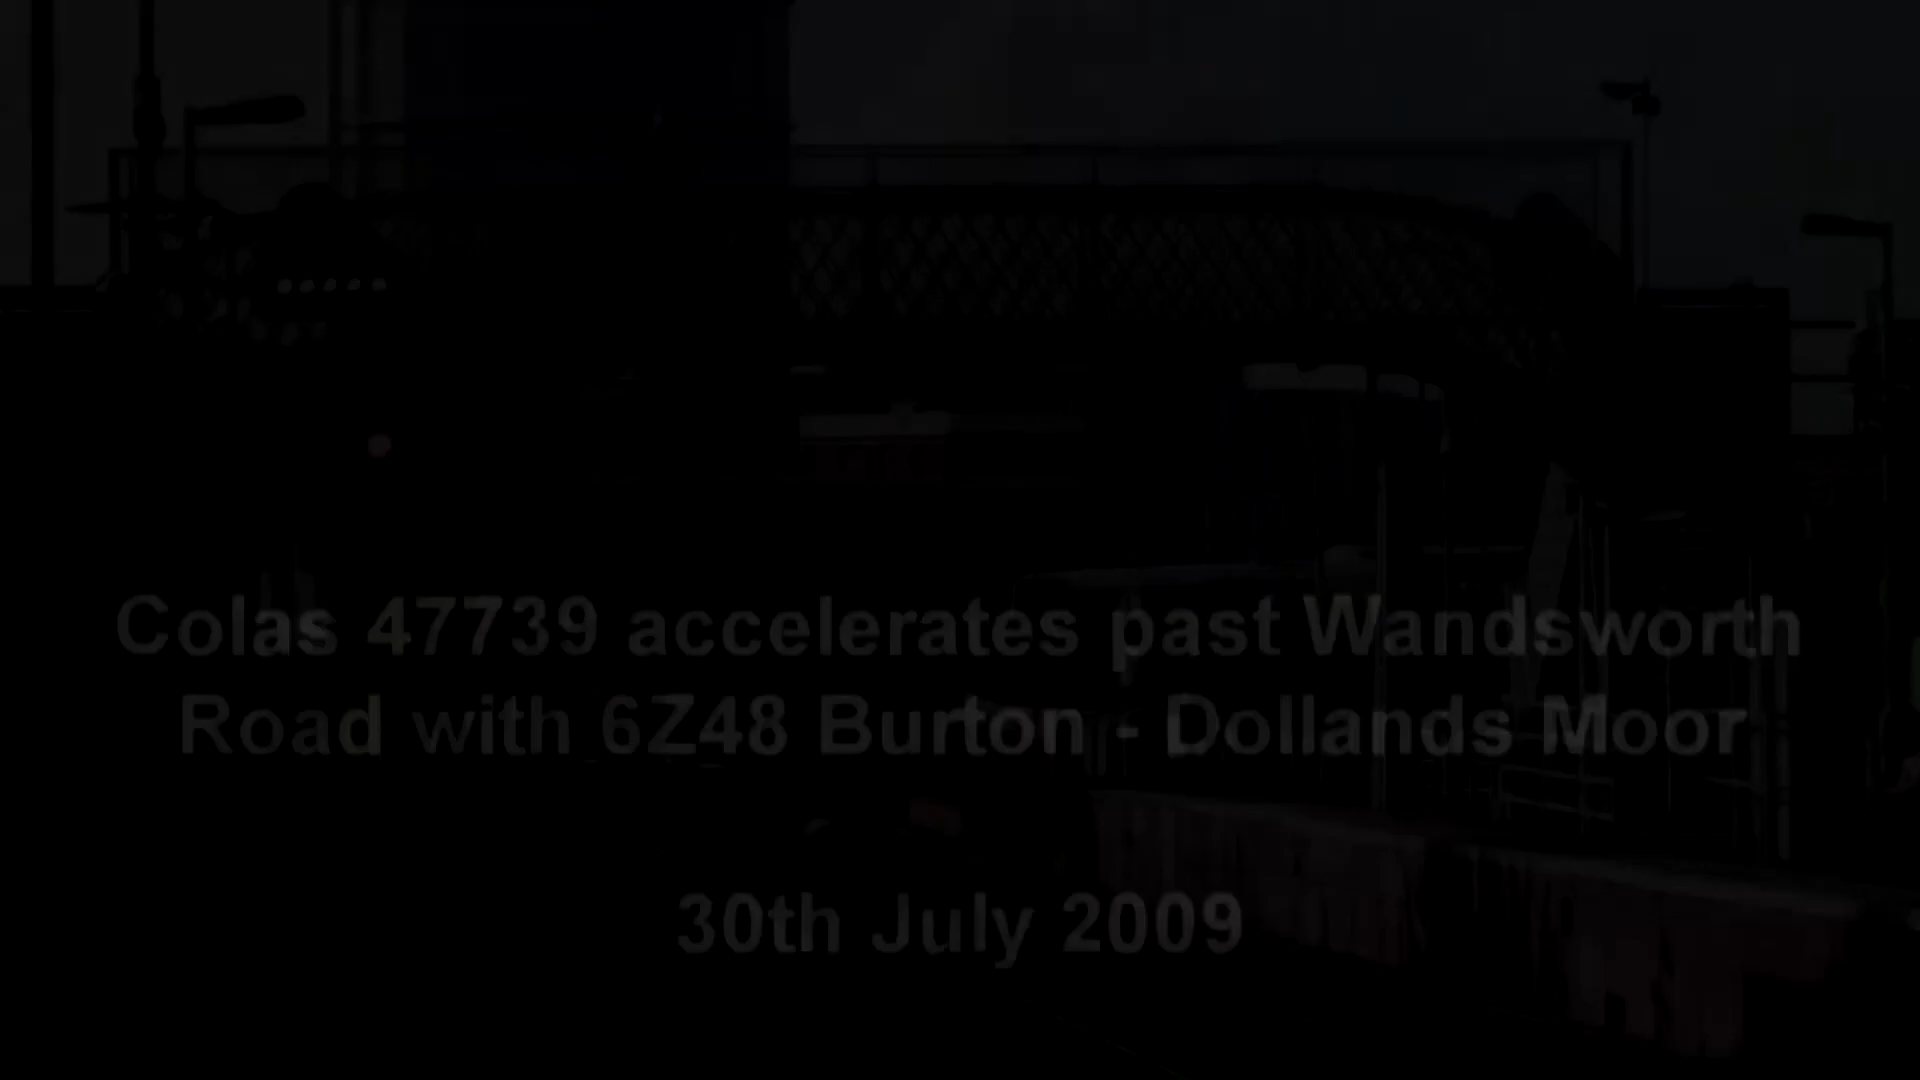 Colas 47739 accelerates past Wandsworth
Road with 6Z48 Burton - Dollands Moor
30th July 2009